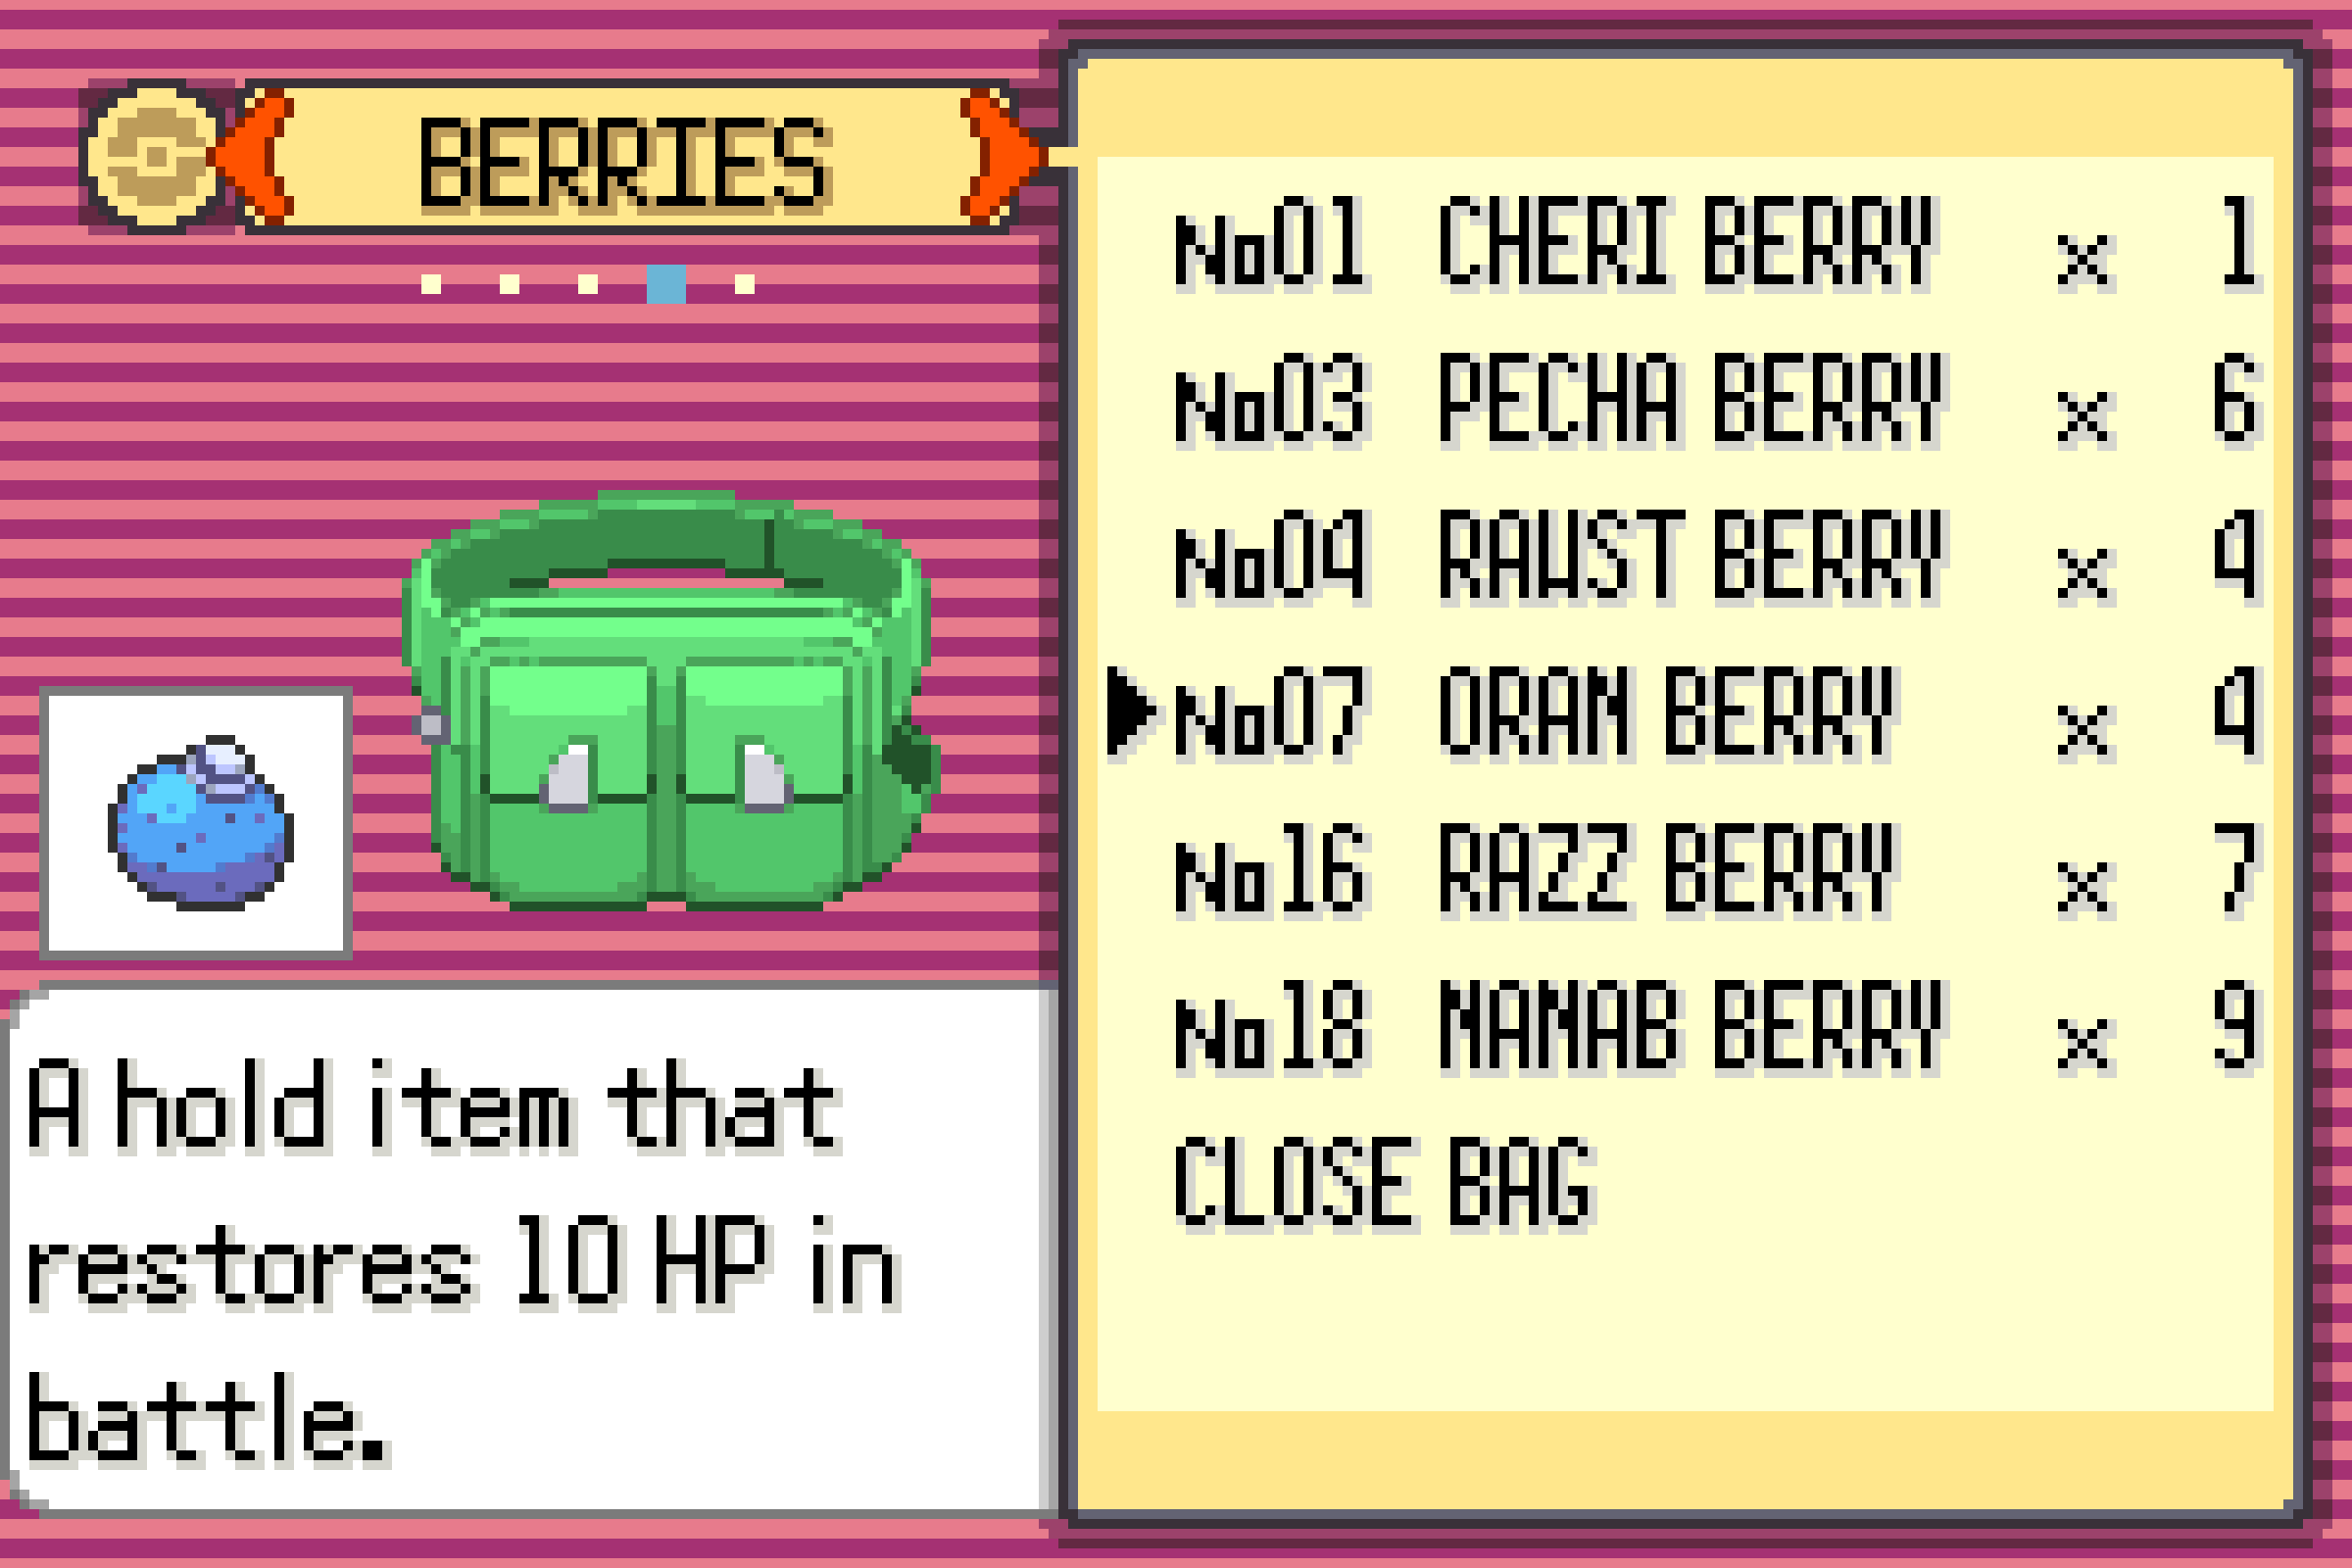 BERRIES
No01 CHERI BERRY × 1
No03 PECHA BERRY × 6
No04 RAWST BERRY × 4
No07 ORAN BERRY × 4
No16 RAZZ BERRY × 7
No18 NANAB BERRY × 9
CLOSE BAG
A hold item that
restores 10 HP in
battle.